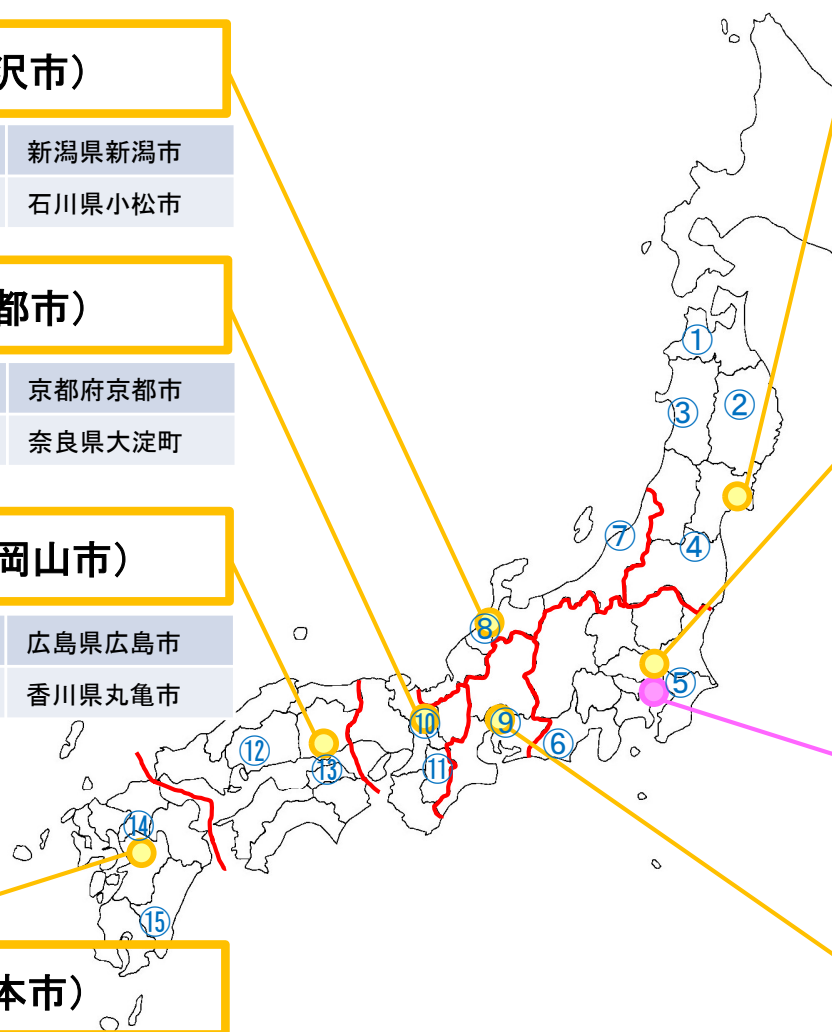 沢市）
新潟県新潟市
石川県小松市
都市）
京都府京都市
奈良県大淀町
岡山市）
広島県広島市
香川県丸亀市
本市）
①
②
③
④
⑦
⑧
⑤
⑩
⑨
⑥
⑫
⑬
⑪
⑭
⑮